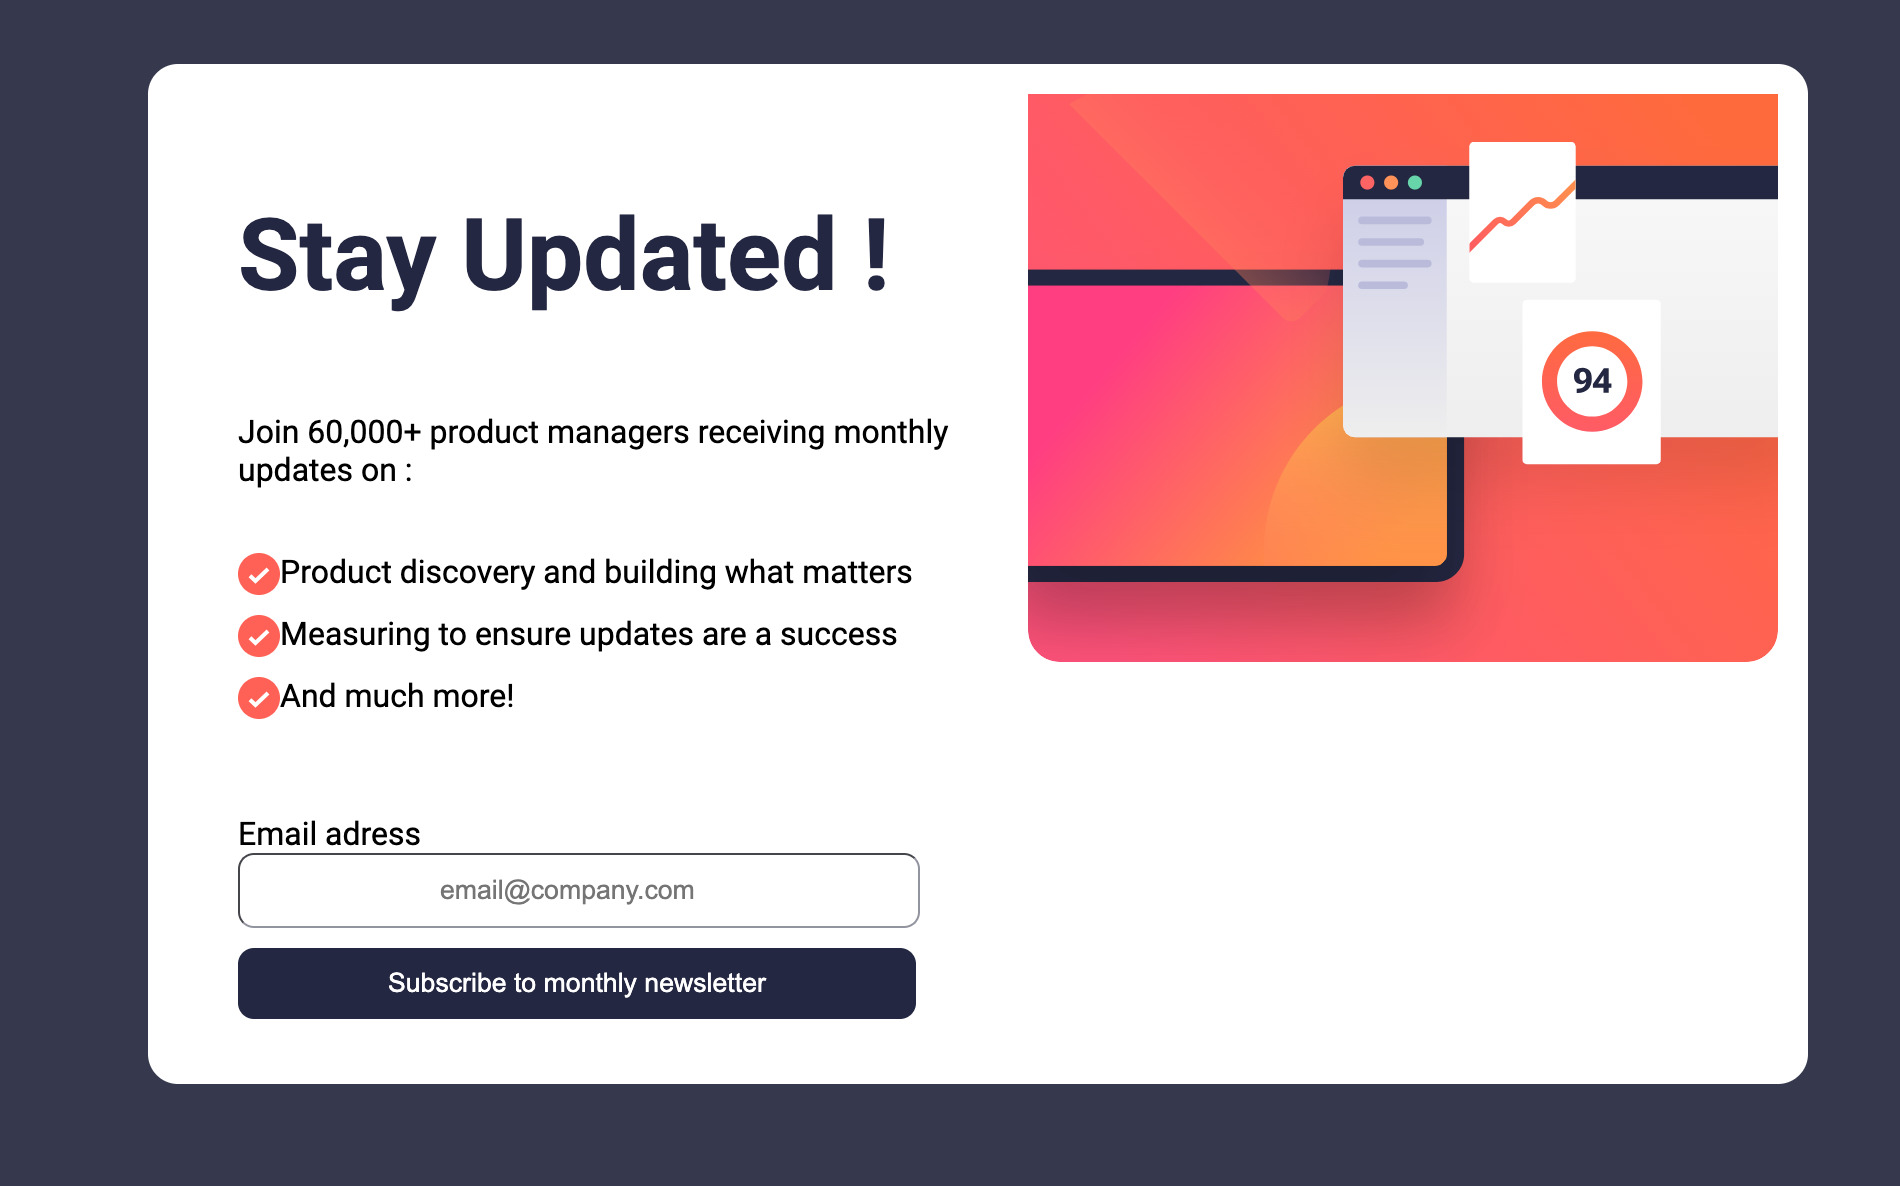 Stay Updated !
Join 60,000+ product managers receiving monthly
updates on :
Product discovery and building what matters
Measuring to ensure updates are a success
And much more!
Email adress
email@company.com
Subscribe to monthly newsletter
94